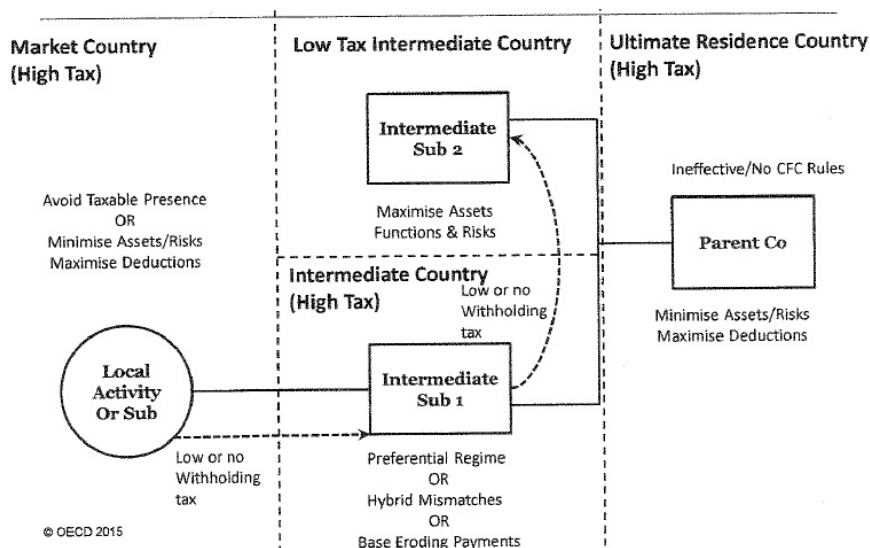 Market Country
(High Tax)
Avoid Taxable Presence
OR
Minimise Assets/Risks
Maximise Deductions
Local
Activity
Or Sub
Low or no
Withholding
tax
© OECD 2015
Low Tax Intermediate Country
Intermediate
Sub 2
Maximise Assets
Functions & Risks
Intermediate Country
(High Tax)
Low or no
Withholding
tax
Intermediate
Sub 1
Preferential Regime
OR
Hybrid Mismatches
OR
Base Eroding Payments
Ultimate Residence Country
(High Tax)
Ineffective/No CFC Rules
Parent Co
Minimise Assets/Risks
Maximise Deductions